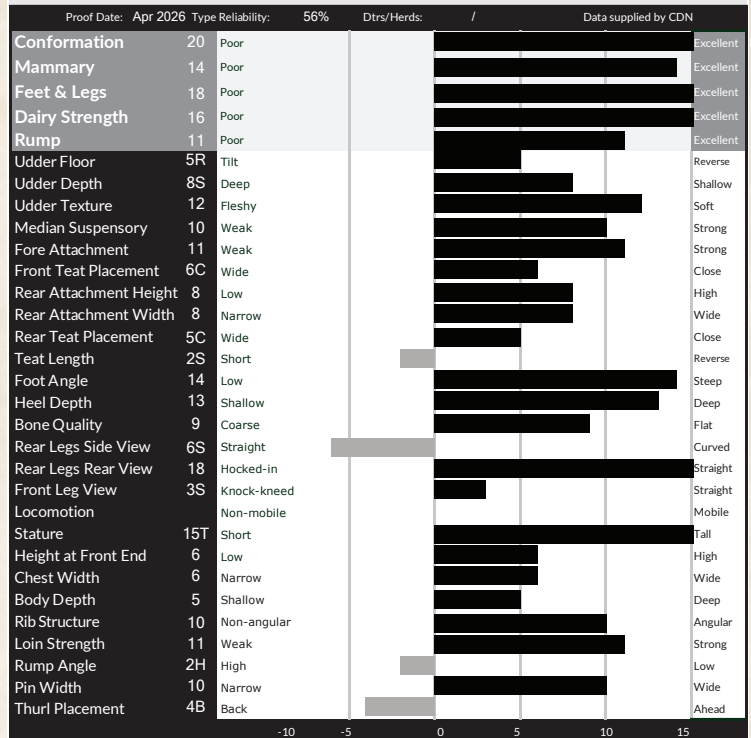 Proof Date: Apr 2026 Type Reliability: 56% Dtrs/Herds: / Data supplied by CDN
Conformation 20 Poor Excellent
Mammary 14 Poor Excellent
Feet & Legs 18 Poor Excellent
Dairy Strength 16 Poor Excellent
Rump 11 Poor Excellent
Udder Floor 5R Tilt Reverse
Udder Depth 8S Deep Shallow
Udder Texture 12 Fleshy Soft
Median Suspensory 10 Weak Strong
Fore Attachment 11 Weak Strong
Front Teat Placement 6C Wide Close
Rear Attachment Height 8 Low High
Rear Attachment Width 8 Narrow Wide
Rear Teat Placement 5C Wide Close
Teat Length 2S Short Reverse
Foot Angle 14 Low Steep
Heel Depth 13 Shallow Deep
Bone Quality 9 Coarse Flat
Rear Legs Side View 6S Straight Curved
Rear Legs Rear View 18 Hocked-in Straight
Front Leg View 3S Knock-kneed Straight
Locomotion Non-mobile Mobile
Stature 15T Short Tall
Height at Front End 6 Low High
Chest Width 6 Narrow Wide
Body Depth 5 Shallow Deep
Rib Structure 10 Non-angular Angular
Loin Strength 11 Weak Strong
Rump Angle 2H High Low
Pin Width 10 Narrow Wide
Thurl Placement 4B Back Ahead
-10 -5 0 5 10 15